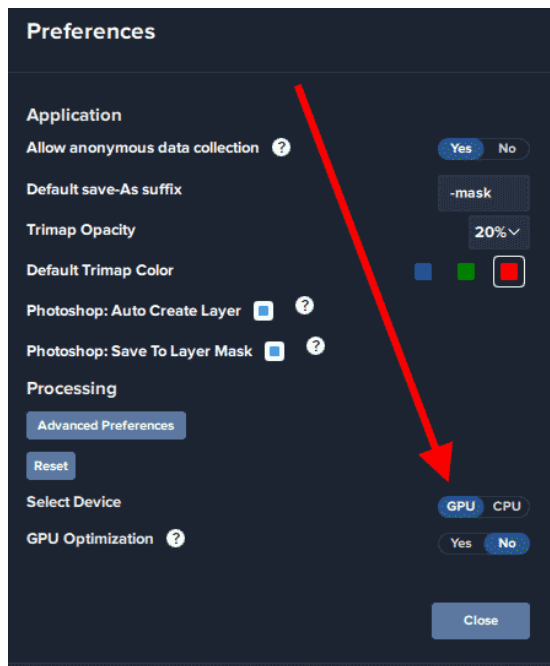 Preferences
Application
Allow anonymous data collection ? Yes No
Default save-As suffix -mask
Trimap Opacity 20%
Default Trimap Color
Photoshop: Auto Create Layer ?
Photoshop: Save To Layer Mask ?
Processing
Advanced Preferences
Reset
Select Device GPU CPU
GPU Optimization ? Yes No
Close